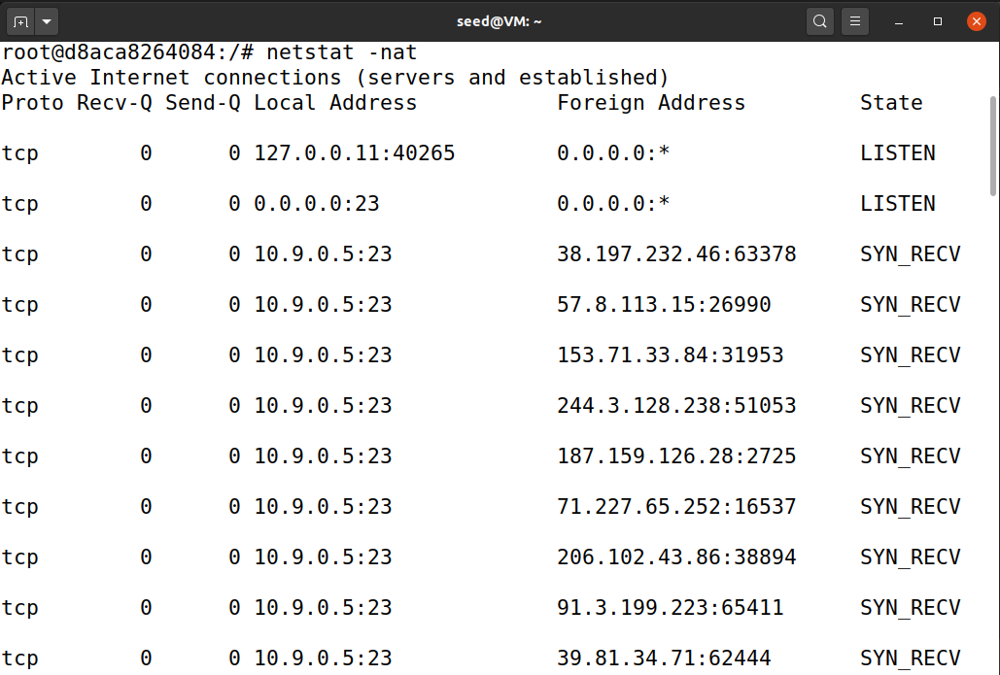 seed@VM: ~
root@d8aca8264084:/# netstat -nat
Active Internet connections (servers and established)
Proto Recv-Q Send-Q Local Address           Foreign Address         State
tcp        0      0 127.0.0.11:40265        0.0.0.0:*               LISTEN
tcp        0      0 0.0.0.0:23              0.0.0.0:*               LISTEN
tcp        0      0 10.9.0.5:23             38.197.232.46:63378     SYN_RECV
tcp        0      0 10.9.0.5:23             57.8.113.15:26990       SYN_RECV
tcp        0      0 10.9.0.5:23             153.71.33.84:31953      SYN_RECV
tcp        0      0 10.9.0.5:23             244.3.128.238:51053     SYN_RECV
tcp        0      0 10.9.0.5:23             187.159.126.28:2725     SYN_RECV
tcp        0      0 10.9.0.5:23             71.227.65.252:16537     SYN_RECV
tcp        0      0 10.9.0.5:23             206.102.43.86:38894     SYN_RECV
tcp        0      0 10.9.0.5:23             91.3.199.223:65411      SYN_RECV
tcp        0      0 10.9.0.5:23             39.81.34.71:62444       SYN_RECV